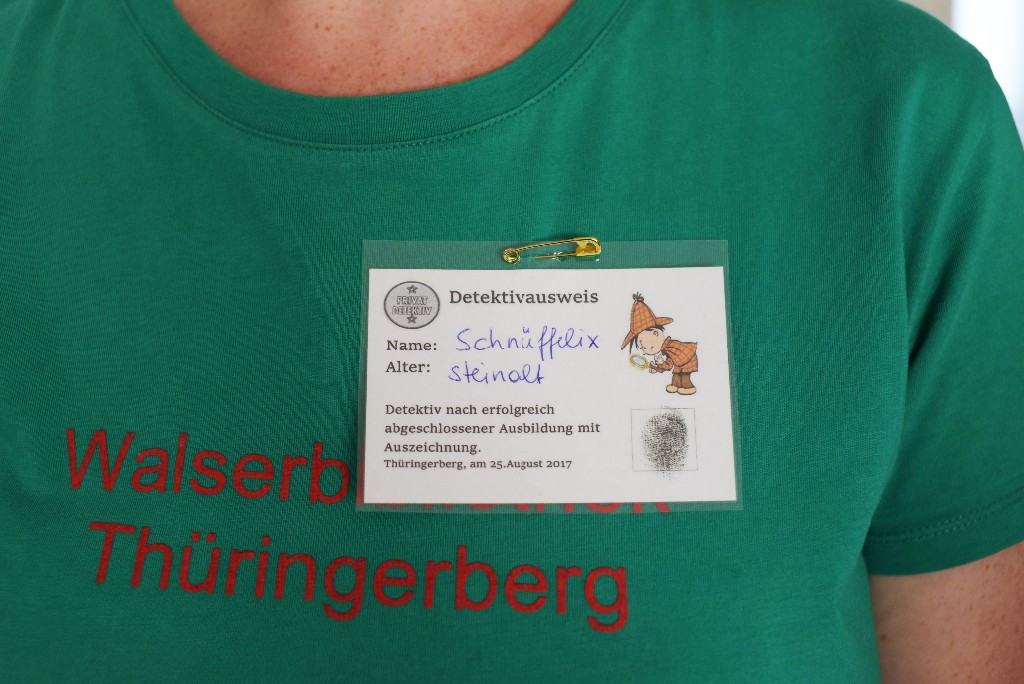 PRIVAT
DETEKTIV
Detektivausweis
Name: Schnüffelix
Alter: steinalt
Detektiv nach erfolgreich
abgeschlossener Ausbildung mit
Auszeichnung.
Thüringerberg, am 25.August 2017
Thüringerberg